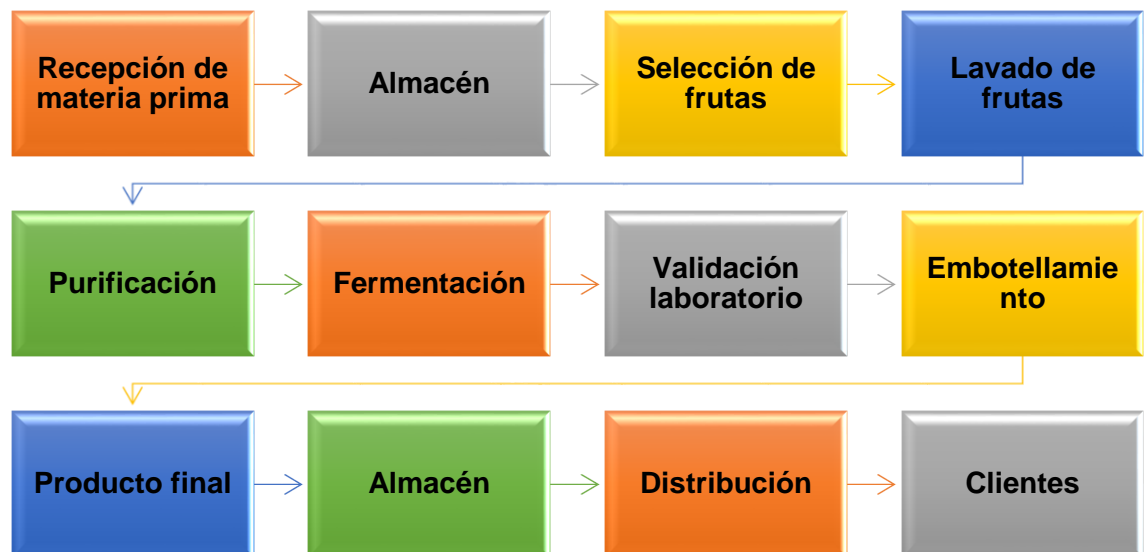 Recepción de
materia prima
Almacén
Selección de
frutas
Lavado de
frutas
Purificación
Fermentación
Validación
laboratorio
Embotellamie
nto
Producto final
Almacén
Distribución
Clientes